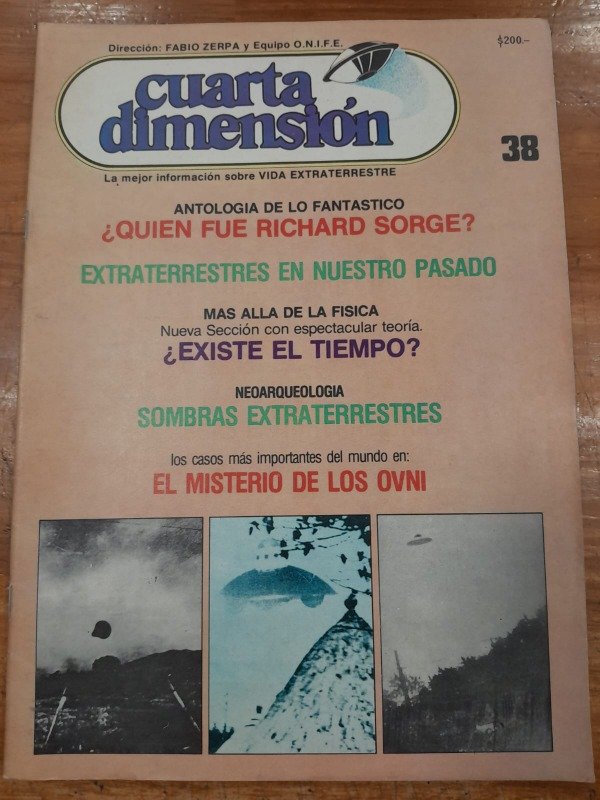 Dirección: FABIO ZERPA y Equipo O.N.I.F.E.
$200.-
cuarta
dimensión
38
La mejor información sobre VIDA EXTRATERRESTRE
ANTOLOGIA DE LO FANTASTICO
¿QUIEN FUE RICHARD SORGE?
EXTRATERRESTRES EN NUESTRO PASADO
MAS ALLA DE LA FISICA
Nueva Sección con espectacular teoría.
¿EXISTE EL TIEMPO?
NEOARQUEOLOGIA
SOMBRAS EXTRATERRESTRES
los casos más importantes del mundo en:
EL MISTERIO DE LOS OVNI